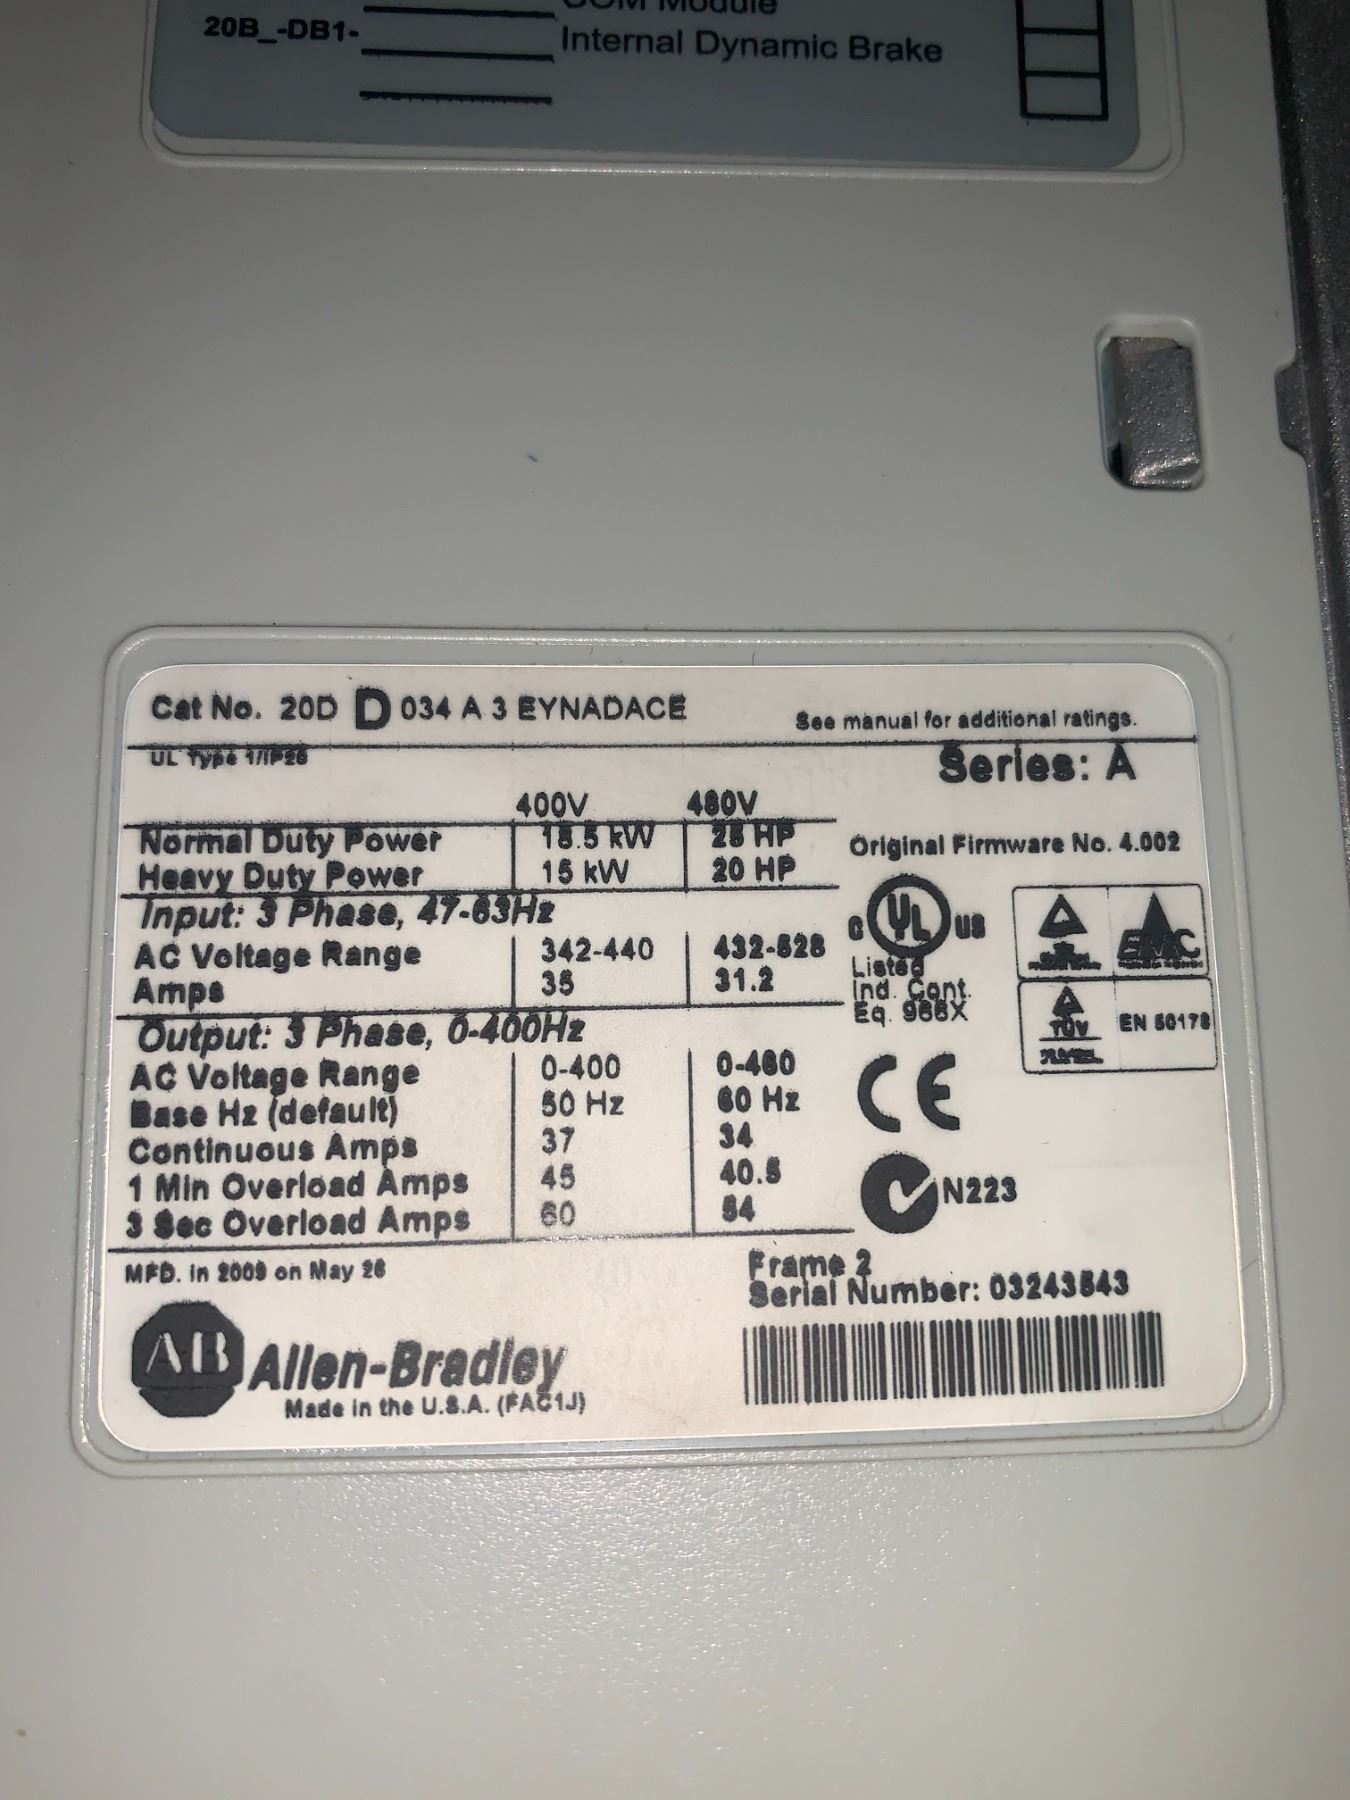 COM Module
20B_-DB1-
Internal Dynamic Brake
Cat No. 20D D 034 A 3 EYNADACE
See manual for additional ratings.
UL Type 1/IP20
Series: A
400V 480V
Normal Duty Power 18.5 kW 25 HP
Heavy Duty Power 15 kW 20 HP
Original Firmware No. 4.002
Input: 3 Phase, 47-63Hz
AC Voltage Range 342-440 432-528
Amps 35 31.2
Output: 3 Phase, 0-400Hz
AC Voltage Range 0-400 0-460
Base Hz (default) 50 Hz 60 Hz
Continuous Amps 37 34
1 Min Overload Amps 45 40.5
3 Sec Overload Amps 60 54
C UL US
Listed
Ind. Cont.
Eq. 966X
EMC
TÜV
EN 50178
CE
N223
MFD. in 2009 on May 26
Frame 2
Serial Number: 03243543
AB Allen-Bradley
Made in the U.S.A. (FAC1J)